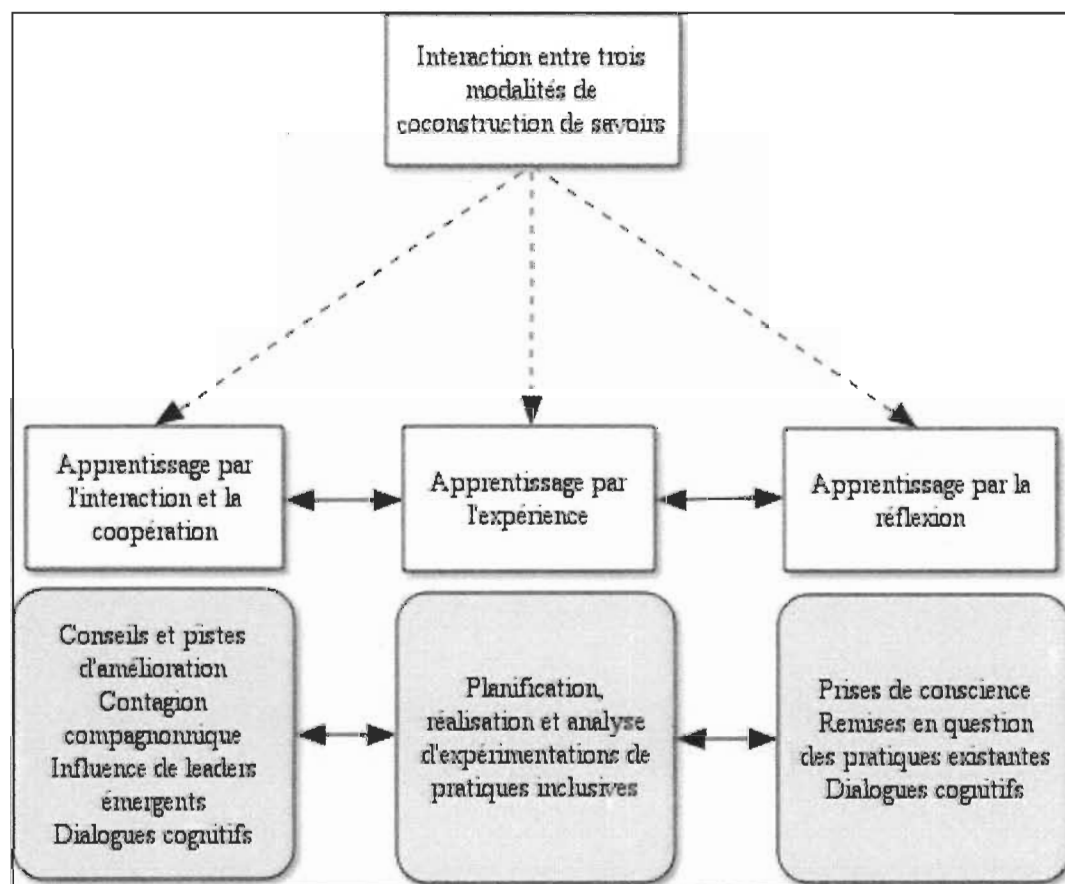 Interaction entre trois
modalités de
coconstruction de savoirs
Apprentissage par
l'interaction et la
coopération
Apprentissage par
l'expérience
Apprentissage par la
réflexion
Conseils et pistes
d'amélioration
Contagion
compagnonnique
Influence de leaders
émergents
Dialogues cognitifs
Planification,
réalisation et analyse
d'expérimentations de
pratiques inclusives
Prises de conscience
Remises en question
des pratiques existantes
Dialogues cognitifs